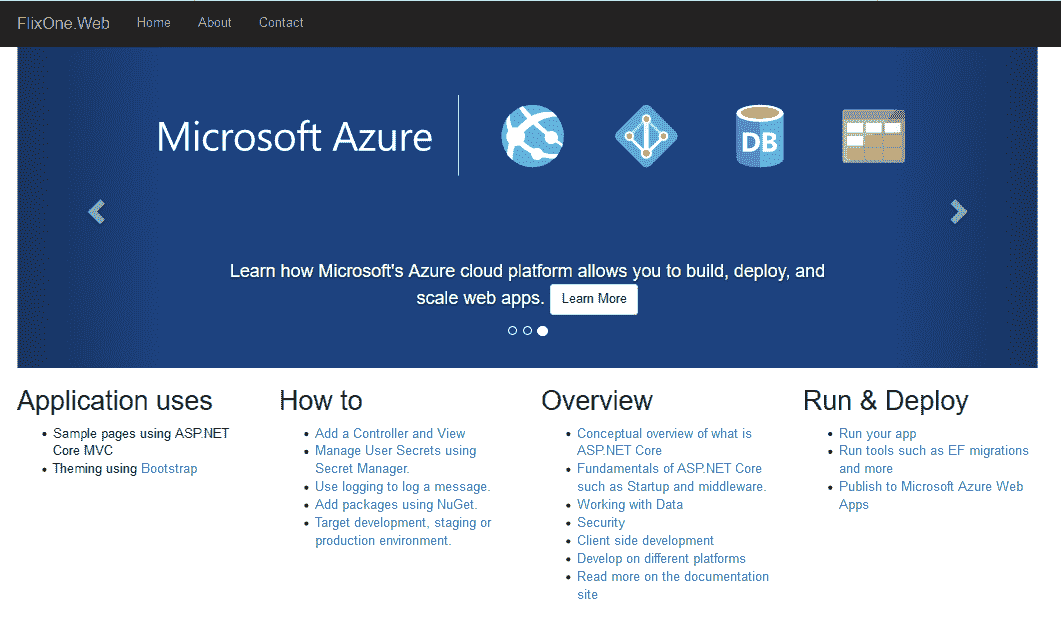 FlixOne.Web Home About Contact
Microsoft Azure
DB
Learn how Microsoft's Azure cloud platform allows you to build, deploy, and
scale web apps. Learn More
Application uses
Sample pages using ASP.NET
Core MVC
Theming using Bootstrap
How to
Add a Controller and View
Manage User Secrets using
Secret Manager.
Use logging to log a message.
Add packages using NuGet.
Target development, staging or
production environment.
Overview
Conceptual overview of what is
ASP.NET Core
Fundamentals of ASP.NET Core
such as Startup and middleware.
Working with Data
Security
Client side development
Develop on different platforms
Read more on the documentation
site
Run & Deploy
Run your app
Run tools such as EF migrations
and more
Publish to Microsoft Azure Web
Apps